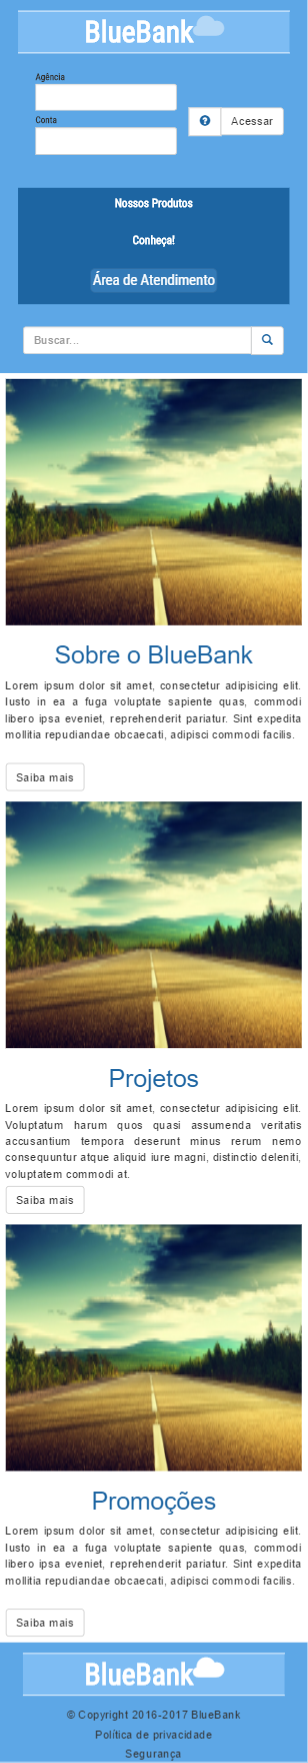 BlueBank
Agência
Conta
Acessar
Nossos Produtos
Conheça!
Área de Atendimento
Buscar...
Sobre o BlueBank
Lorem ipsum dolor sit amet, consectetur adipisicing elit.
Iusto in ea a fuga voluptate sapiente quas, commodi
libero ipsa eveniet, reprehenderit pariatur. Sint expedita
mollitia repudiandae obcaecati, adipisci commodi facilis.
Saiba mais
Projetos
Lorem ipsum dolor sit amet, consectetur adipisicing elit.
Voluptatum harum quos quasi assumenda veritatis
accusantium tempora deserunt minus rerum nemo
consequuntur atque aliquid iure magni, distinctio deleniti,
voluptatem commodi at.
Saiba mais
Promoções
Lorem ipsum dolor sit amet, consectetur adipisicing elit.
Iusto in ea a fuga voluptate sapiente quas, commodi
libero ipsa eveniet, reprehenderit pariatur. Sint expedita
mollitia repudiandae obcaecati, adipisci commodi facilis.
Saiba mais
BlueBank
© Copyright 2016-2017 BlueBank
Política de privacidade
Segurança